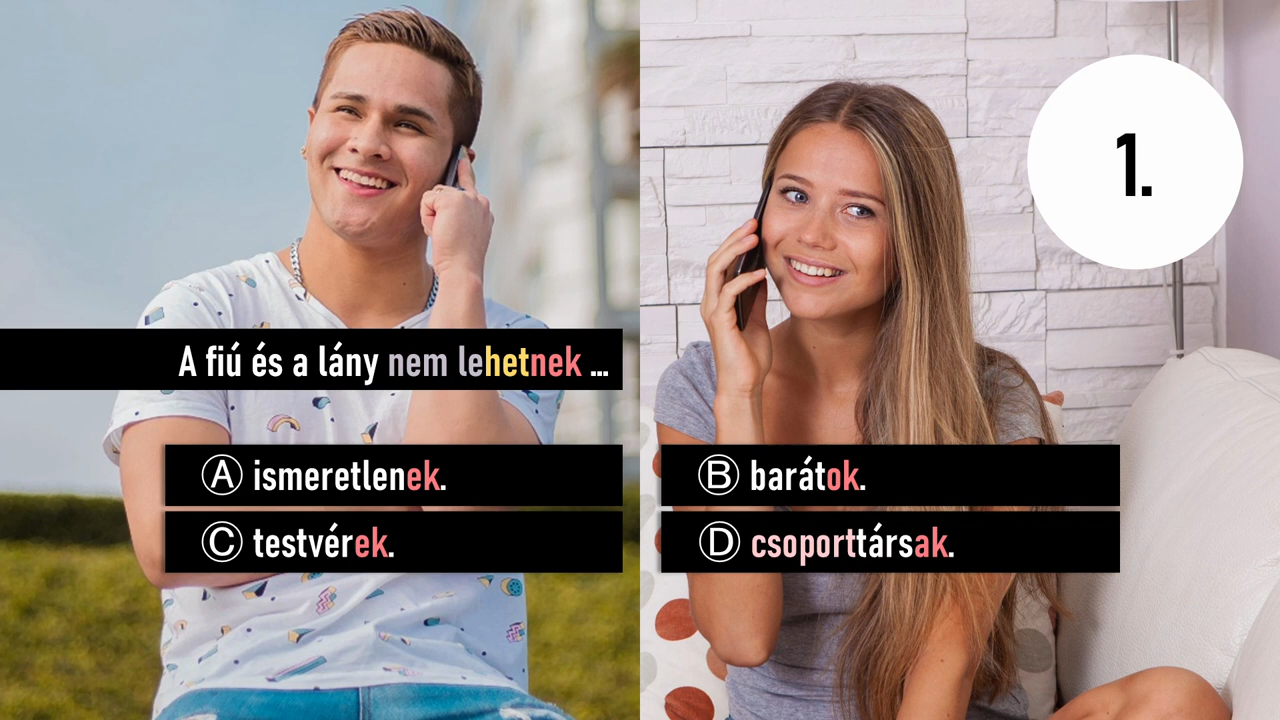 1.
A fiú és a lány nem lehetnek ...
Ⓐ ismeretlenek.
Ⓑ barátok.
Ⓒ testvérek.
Ⓓ csoporttársak.